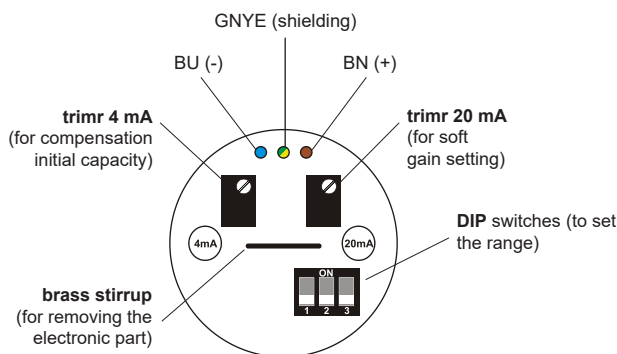 GNYE (shielding)
BU (-)
BN (+)
trimr 4 mA
(for compensation
initial capacity)
trimr 20 mA
(for soft
gain setting)
4mA
20mA
DIP switches (to set
the range)
ON
1 2 3
brass stirrup
(for removing the
electronic part)